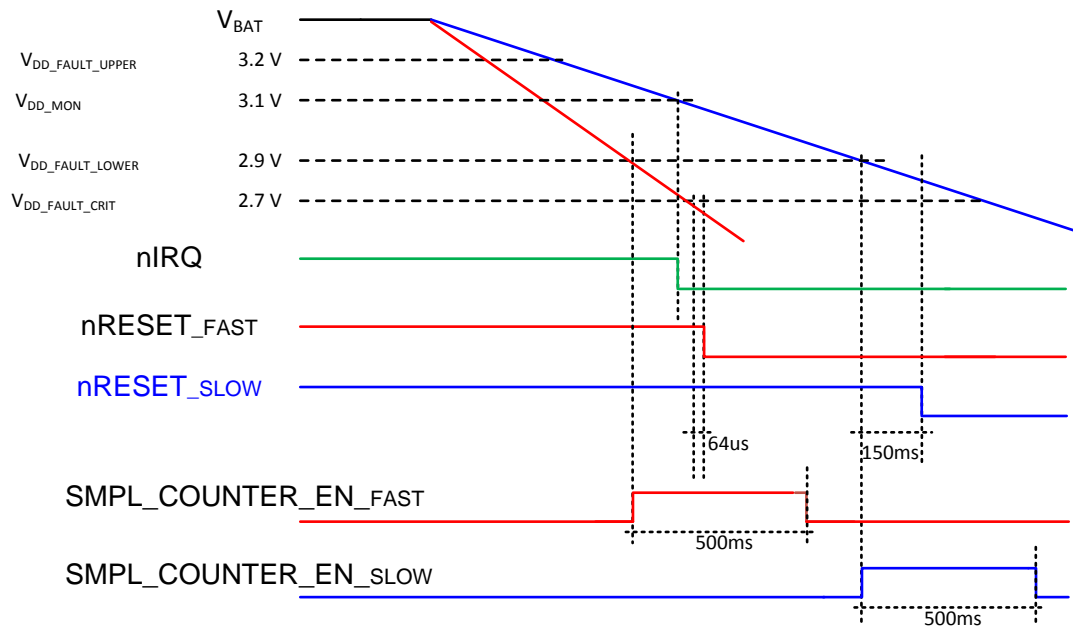 VBAT
VDD_FAULT_UPPER 3.2 V
VDD_MON 3.1 V
VDD_FAULT_LOWER 2.9 V
VDD_FAULT_CRIT 2.7 V
nIRQ
nRESET_FAST
nRESET_SLOW
64us 150ms
SMPL_COUNTER_EN_FAST
500ms
SMPL_COUNTER_EN_SLOW
500ms